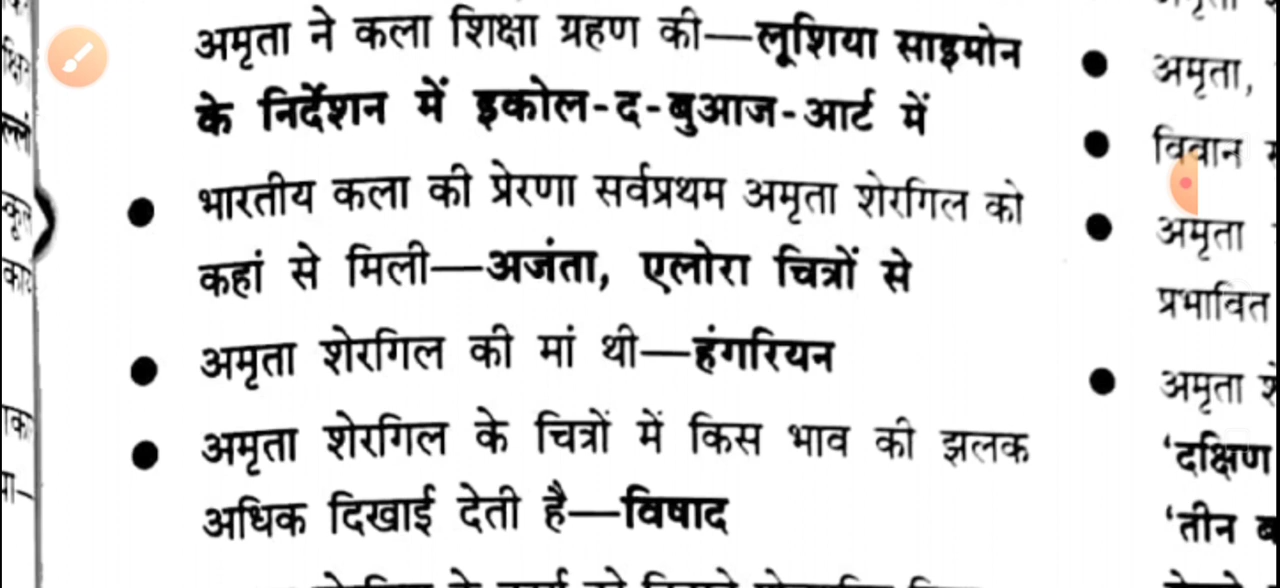 अमृता ने कला शिक्षा ग्रहण की—लूशिया साइमोन
के निर्देशन में इकोल-द-बुआज-आर्ट में
● भारतीय कला की प्रेरणा सर्वप्रथम अमृता शेरगिल को
कहां से मिली—अजंता, एलोरा चित्रों से
● अमृता शेरगिल की मां थी—हंगरियन
● अमृता शेरगिल के चित्रों में किस भाव की झलक
अधिक दिखाई देती है—विषाद
● अमृता,
● विवान
● अमृता
प्रभावित
● अमृता
‘दक्षिण
‘तीन